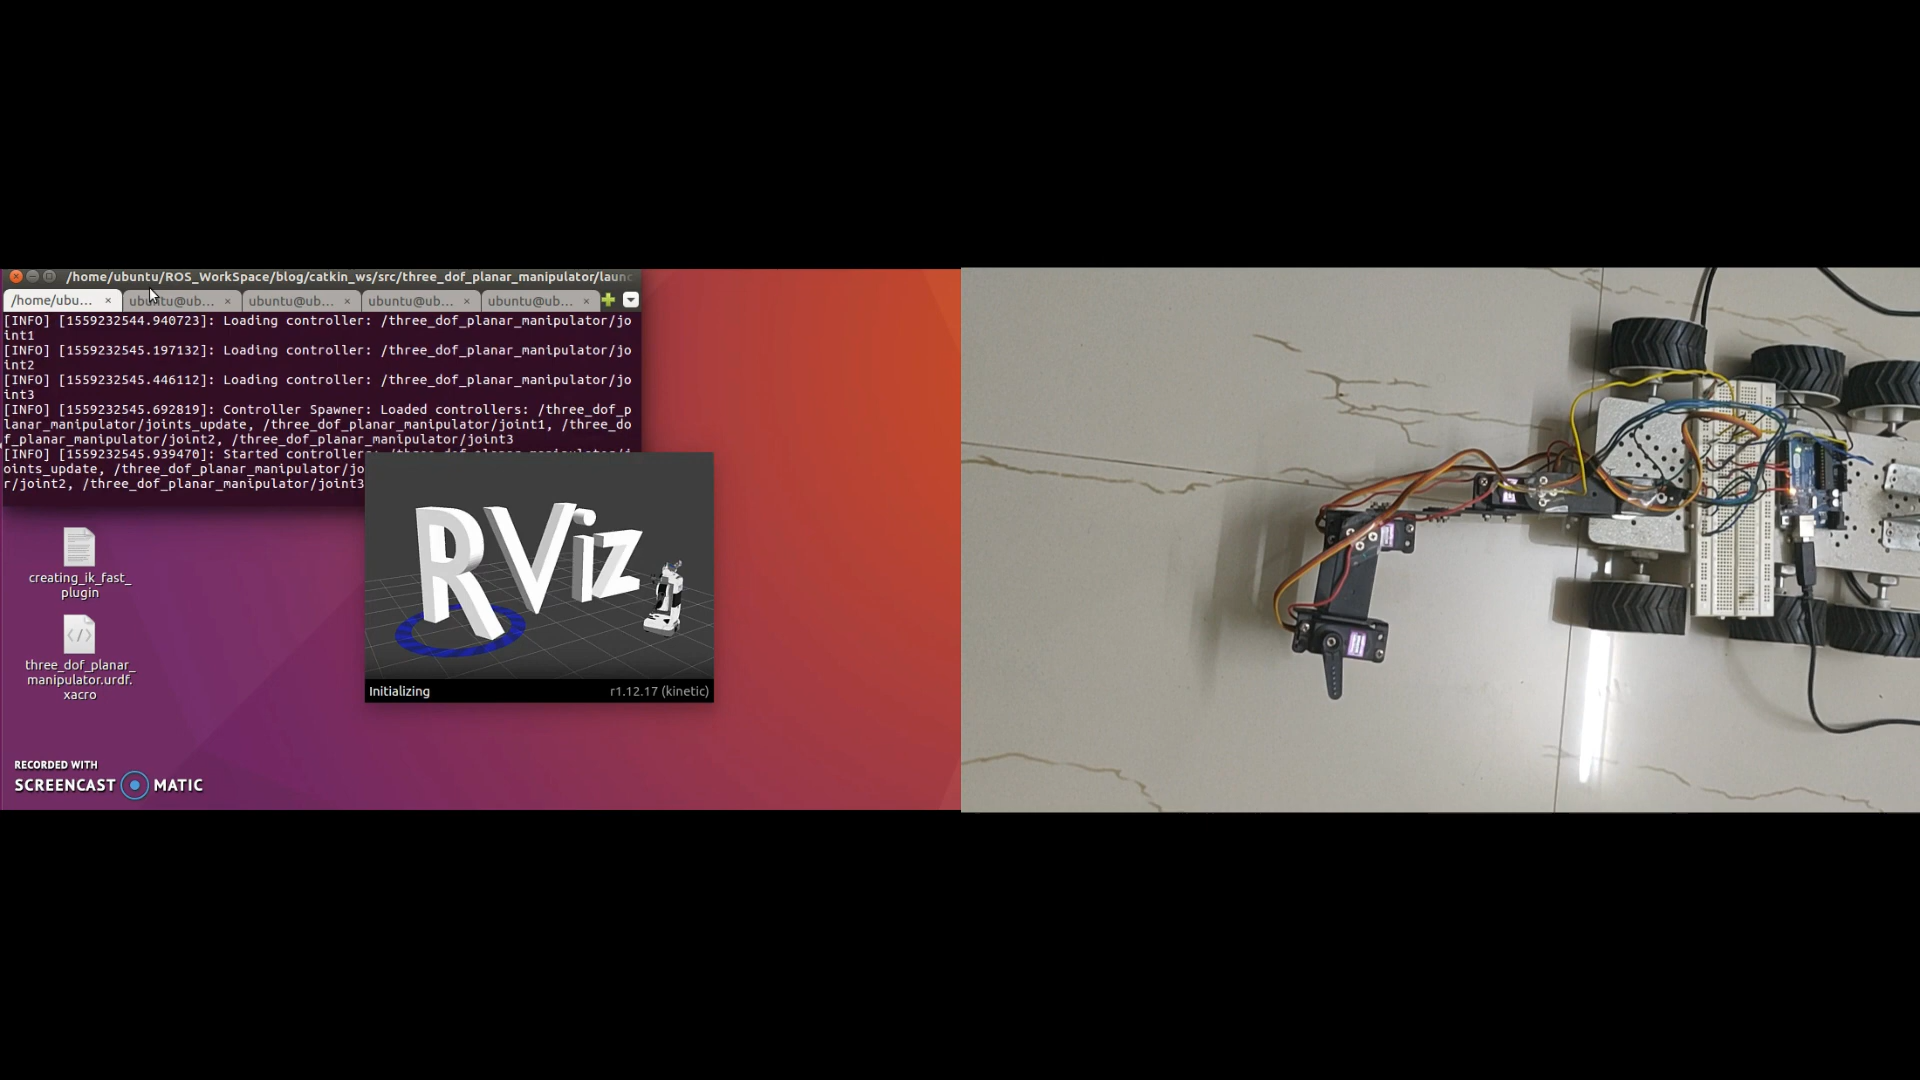 /home/ubuntu/ROS_WorkSpace/blog/catkin_ws/src/three_dof_planar_manipulator/laun
/home/ubu... × ubuntu@ub... × ubuntu@ub... × ubuntu@ub... × ubuntu@ub... ×
[INFO] [1559232544.940723]: Loading controller: /three_dof_planar_manipulator/jo
int1
[INFO] [1559232545.197132]: Loading controller: /three_dof_planar_manipulator/jo
int2
[INFO] [1559232545.446112]: Loading controller: /three_dof_planar_manipulator/jo
int3
[INFO] [1559232545.692819]: Controller Spawner: Loaded controllers: /three_dof_p
lanar_manipulator/joints_update, /three_dof_planar_manipulator/joint1, /three_do
f_planar_manipulator/joint2, /three_dof_planar_manipulator/joint3
[INFO] [1559232545.939470]: Started controllers:
oints_update, /three_dof_planar_manipulator/jo
r/joint2, /three_dof_planar_manipulator/joint3
RViz
Initializing r1.12.17 (kinetic)
creating_ik_fast_
plugin
three_dof_planar_
manipulator.urdf.
xacro
RECORDED WITH
SCREENCAST MATIC